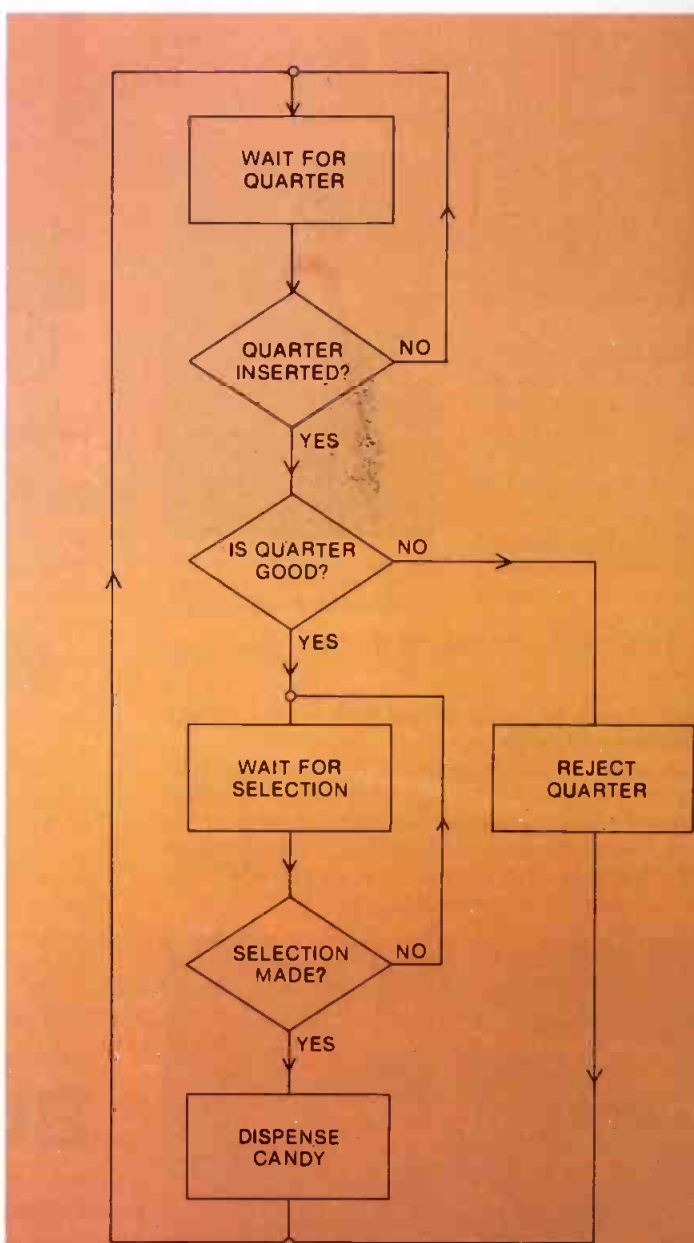 WAIT FOR
QUARTER
QUARTER
INSERTED?
NO
YES
IS QUARTER
GOOD?
NO
YES
WAIT FOR
SELECTION
REJECT
QUARTER
SELECTION
MADE?
NO
YES
DISPENSE
CANDY